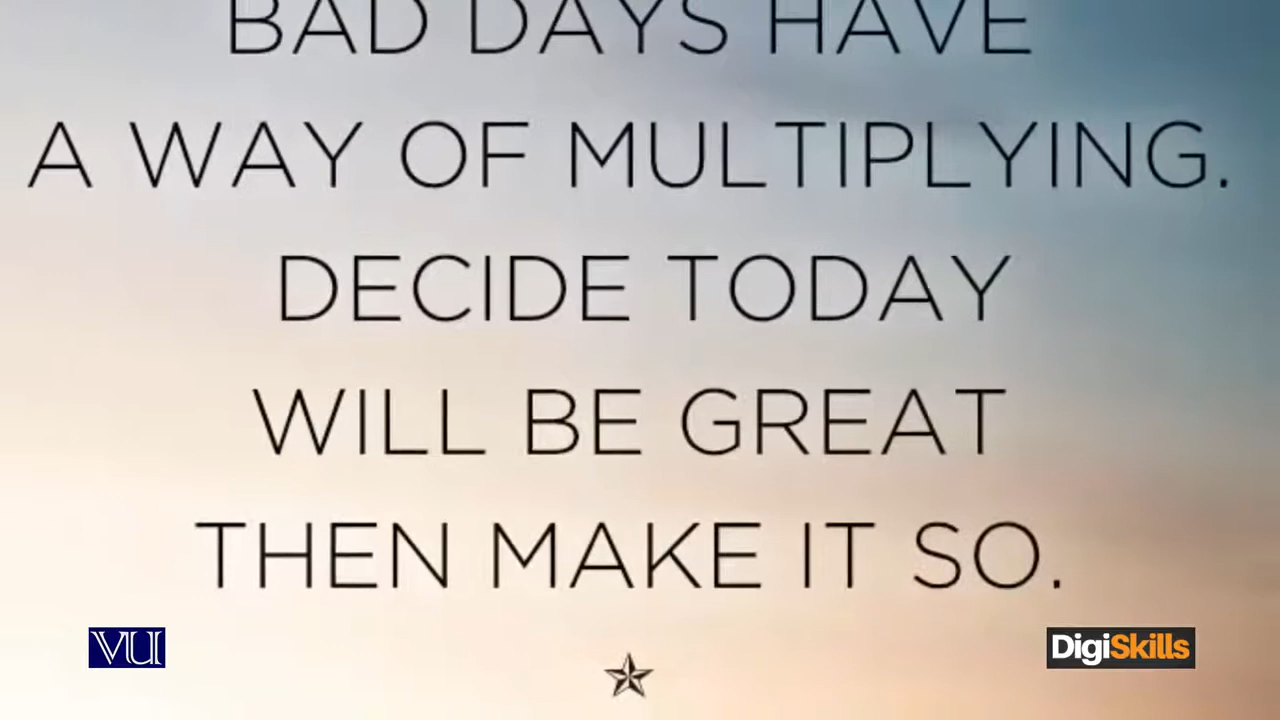 BAD DAYS HAVE
A WAY OF MULTIPLYING.
DECIDE TODAY
WILL BE GREAT
THEN MAKE IT SO.
VU
DigiSkills